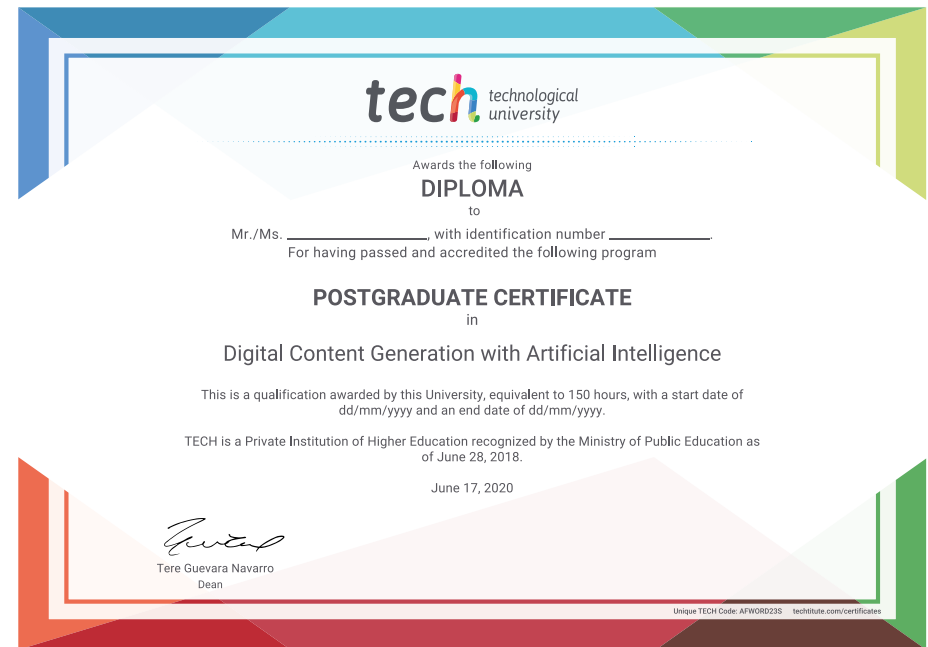 tech technological
university
Awards the following
DIPLOMA
to
Mr./Ms. ____________________, with identification number ______________.
For having passed and accredited the following program
POSTGRADUATE CERTIFICATE
in
Digital Content Generation with Artificial Intelligence
This is a qualification awarded by this University, equivalent to 150 hours, with a start date of
dd/mm/yyyy and an end date of dd/mm/yyyy.
TECH is a Private Institution of Higher Education recognized by the Ministry of Public Education as
of June 28, 2018.
June 17, 2020
Tere Guevara Navarro
Dean
Unique TECH Code: AFWORD23S techtitute.com/certificates